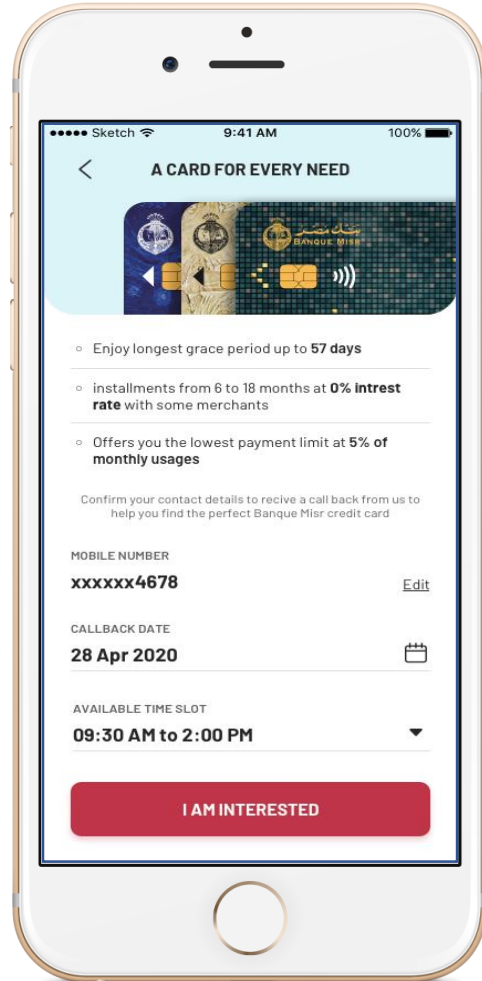 ●●●●● Sketch 9:41 AM 100%
A CARD FOR EVERY NEED
بنك مصر
BANQUE MISR
Enjoy longest grace period up to 57 days
installments from 6 to 18 months at 0% intrest
rate with some merchants
Offers you the lowest payment limit at 5% of
monthly usages
Confirm your contact details to recive a call back from us to
help you find the perfect Banque Misr credit card
MOBILE NUMBER
xxxxxx4678
Edit
CALLBACK DATE
28 Apr 2020
AVAILABLE TIME SLOT
09:30 AM to 2:00 PM
I AM INTERESTED